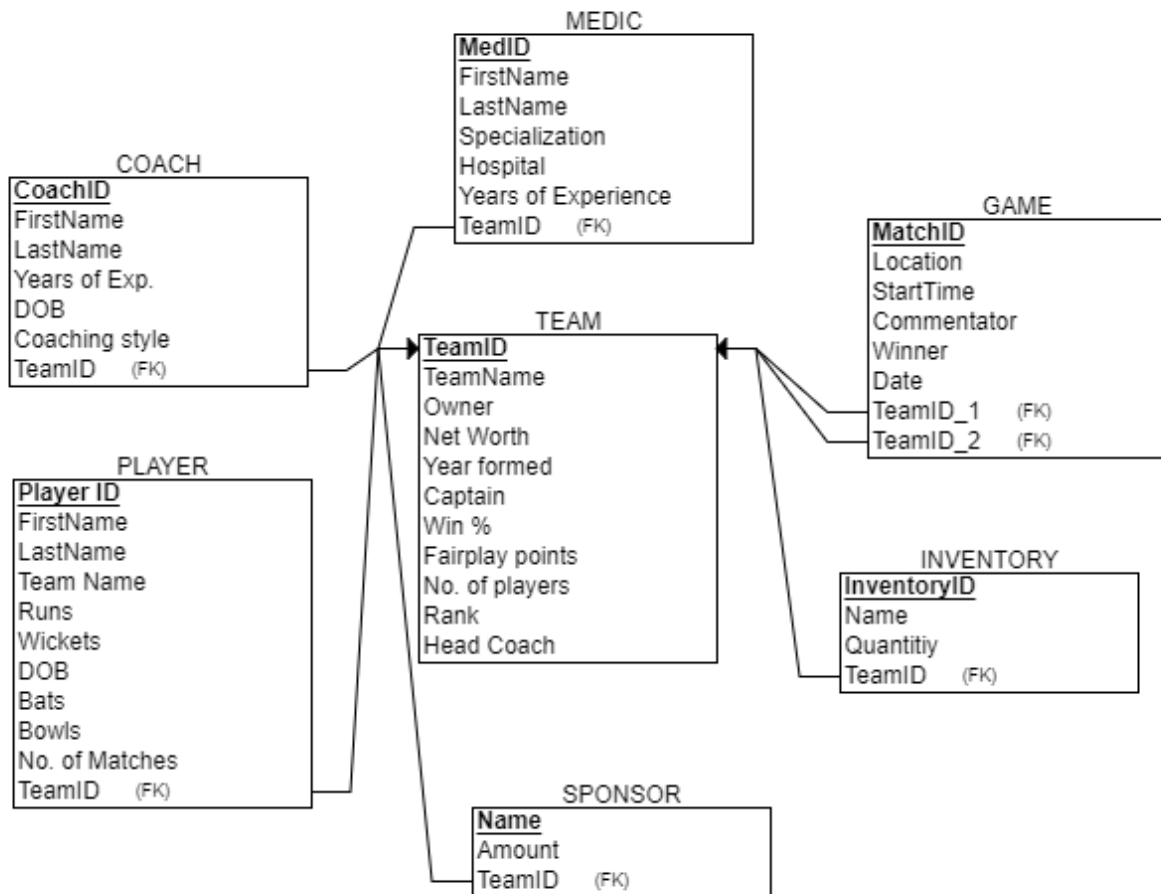 MEDIC
MedID
FirstName
LastName
Specialization
Hospital
Years of Experience
TeamID (FK)
COACH
CoachID
FirstName
LastName
Years of Exp.
DOB
Coaching style
TeamID (FK)
GAME
MatchID
Location
StartTime
Commentator
Winner
Date
TeamID_1 (FK)
TeamID_2 (FK)
TEAM
TeamID
TeamName
Owner
Net Worth
Year formed
Captain
Win %
Fairplay points
No. of players
Rank
Head Coach
PLAYER
Player ID
FirstName
LastName
Team Name
Runs
Wickets
DOB
Bats
Bowls
No. of Matches
TeamID (FK)
INVENTORY
InventoryID
Name
Quantitiy
TeamID (FK)
SPONSOR
Name
Amount
TeamID (FK)